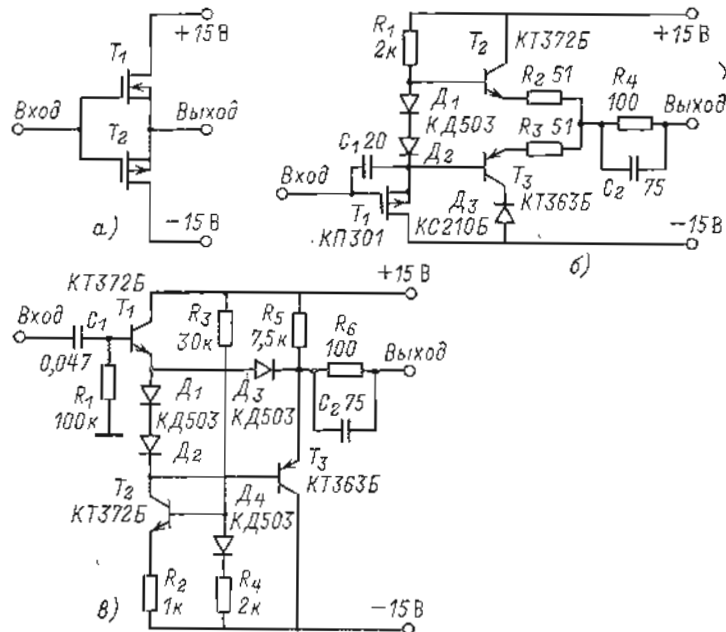 +15 В
T₁
Вход
Выход
T₂
а)
−15 В
R₁
2к
T₂
КТ372Б
+15 В
R₂ 51
R₄
100
Выход
Д₁
КД503
R₃ 51
C₁ 20
Д₂
T₃
C₂
75
Вход
T₁
КП301
Д₃
КС210Б
КТ363Б
−15 В
б)
КТ372Б
+15 В
T₁
Вход
C₁
0,047
R₁
100к
R₃
30к
R₅
7,5к
R₆
100
Выход
Д₁
КД503
Д₃
КД503
C₂ 75
Д₂
T₃
КТ363Б
T₂
КТ372Б
Д₄
КД503
R₂
1к
R₄
2к
−15 В
в)